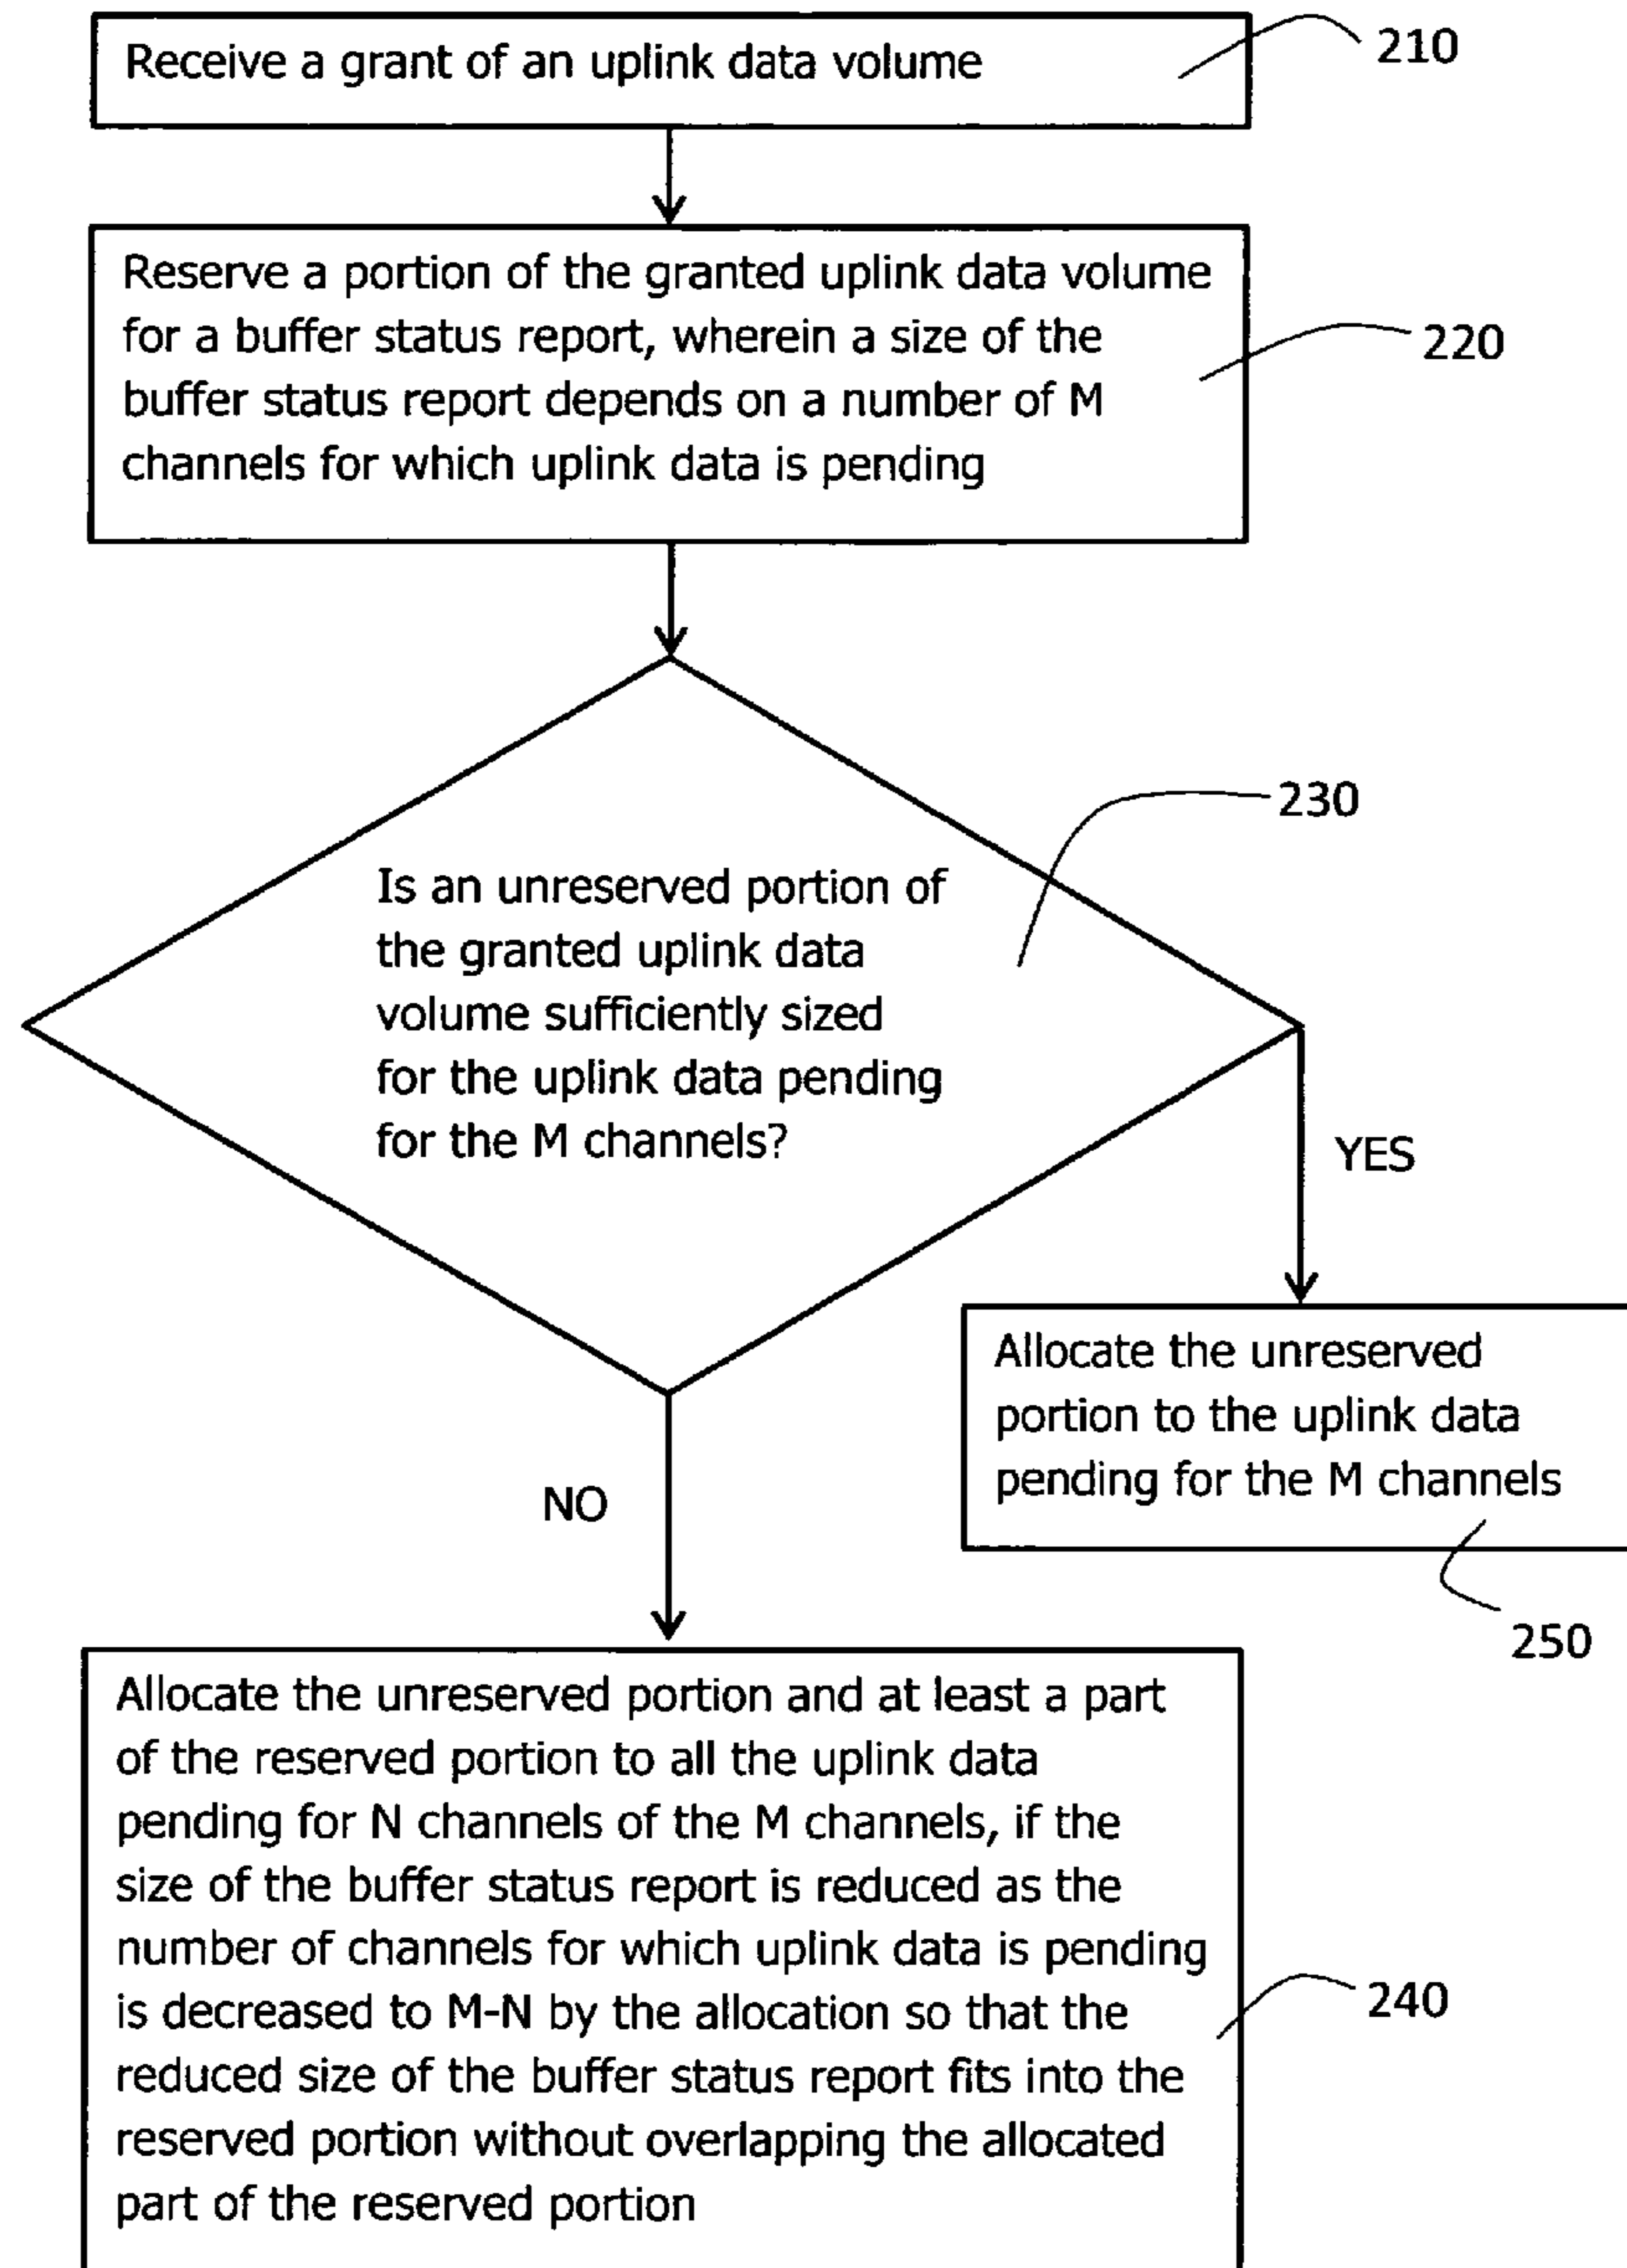 Receive a grant of an uplink data volume
210
Reserve a portion of the granted uplink data volume
for a buffer status report, wherein a size of the
buffer status report depends on a number of M
channels for which uplink data is pending
220
230
Is an unreserved portion of
the granted uplink data
volume sufficiently sized
for the uplink data pending
for the M channels?
YES
Allocate the unreserved
portion to the uplink data
pending for the M channels
250
NO
Allocate the unreserved portion and at least a part
of the reserved portion to all the uplink data
pending for N channels of the M channels, if the
size of the buffer status report is reduced as the
number of channels for which uplink data is pending
is decreased to M-N by the allocation so that the
reduced size of the buffer status report fits into the
reserved portion without overlapping the allocated
part of the reserved portion
240